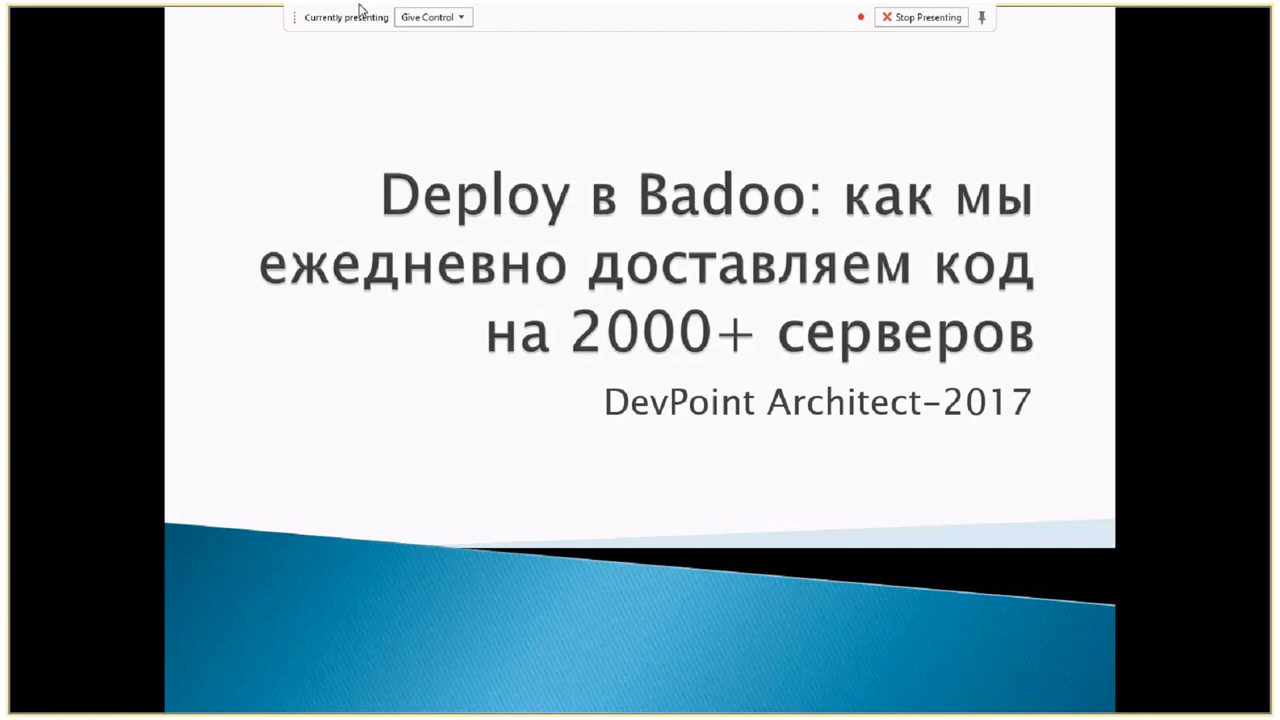 Currently presenting
Give Control
Stop Presenting
Deploy в Badoo: как мы
ежедневно доставляем код
на 2000+ серверов
DevPoint Architect-2017